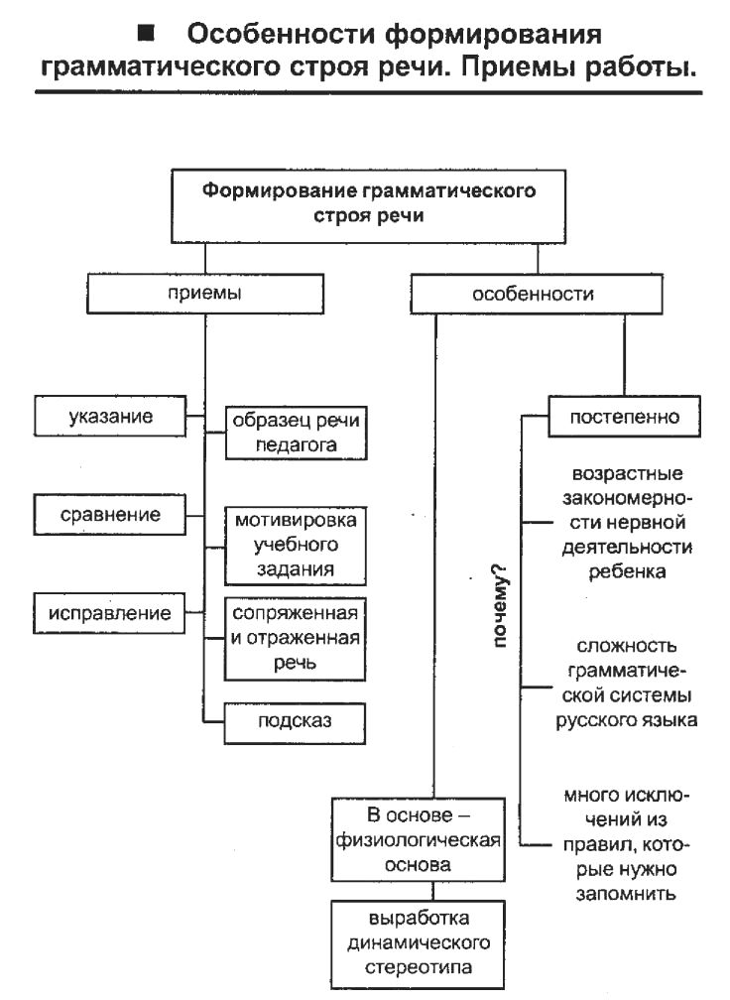 ■ Особенности формирования
грамматического строя речи. Приемы работы.
Формирование грамматического
строя речи
приемы
особенности
указание
образец речи
педагога
сравнение
мотивировка
учебного
задания
исправление
сопряженная
и отраженная
речь
подсказ
постепенно
почему?
возрастные
закономерно-
сти нервной
деятельности
ребенка
сложность
граммати­че-
ской системы
русского языка
много исклю-
чений из
правил, кото-
рые нужно
запомнить
В основе –
физиологическая
основа
выработка
динамического
стереотипа